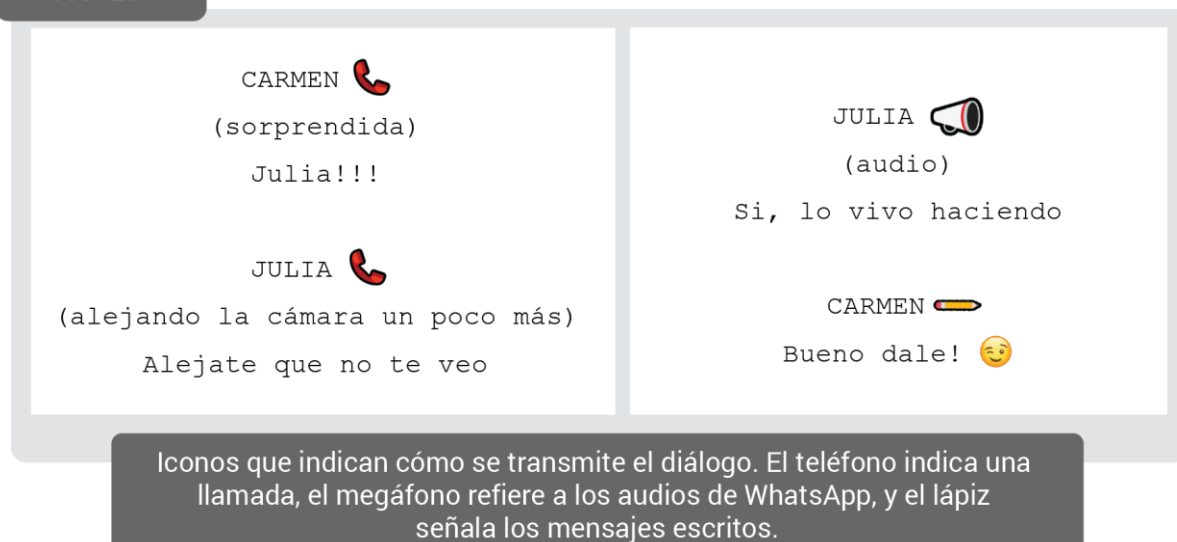 CARMEN
(sorprendida)
Julia!!!
JULIA
(alejando la cámara un poco más)
Alejate que no te veo
JULIA
(audio)
Si, lo vivo haciendo
CARMEN
Bueno dale! 😉
Iconos que indican cómo se transmite el diálogo. El teléfono indica una
llamada, el megáfono refiere a los audios de WhatsApp, y el lápiz
señala los mensajes escritos.